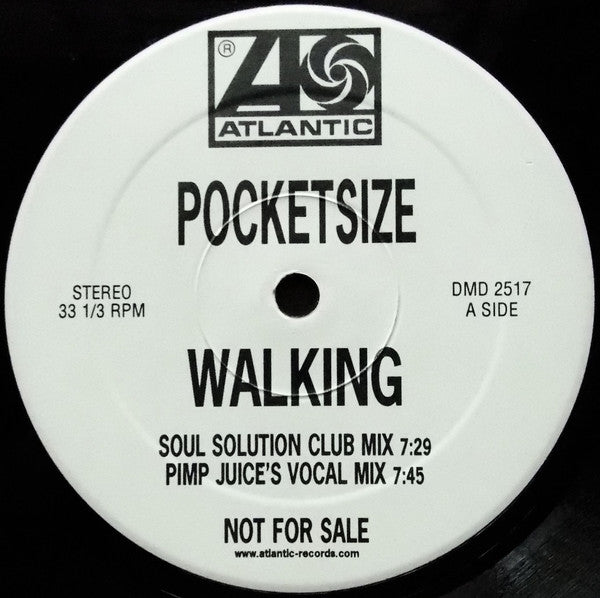 ®
ATLANTIC
POCKETSIZE
STEREO
33 1/3 RPM
DMD 2517
A SIDE
WALKING
SOUL SOLUTION CLUB MIX 7:29
PIMP JUICE'S VOCAL MIX 7:45
NOT FOR SALE
www.atlantic-records.com